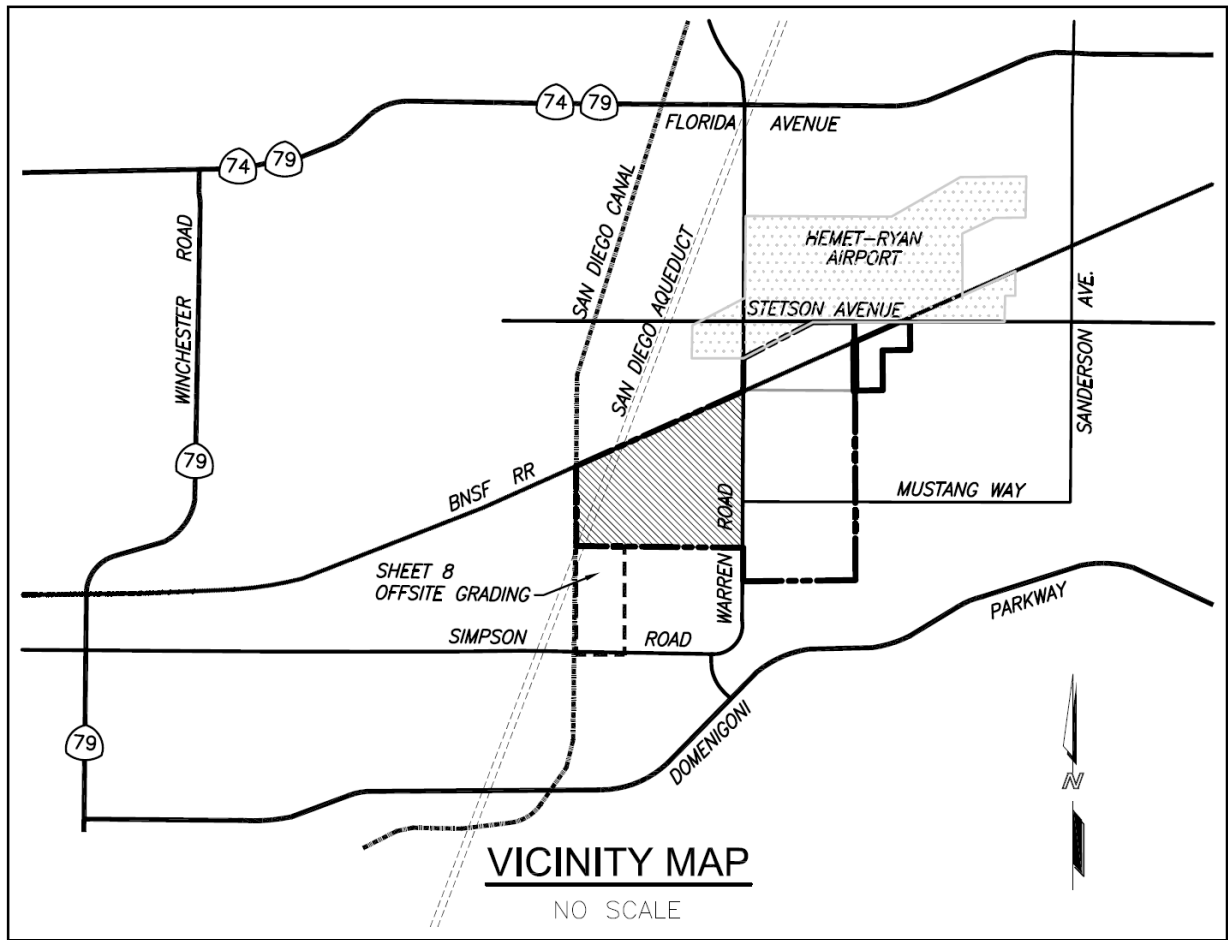 74 79
FLORIDA AVENUE
74 79
WINCHESTER ROAD
SAN DIEGO CANAL
SAN DIEGO AQUEDUCT
HEMET-RYAN
AIRPORT
STETSON AVENUE
SANDERSON AVE.
79
BNSF RR
MUSTANG WAY
WARREN ROAD
SHEET 8
OFFSITE GRADING
SIMPSON ROAD
PARKWAY
DOMENIGONI
79
N
VICINITY MAP
NO SCALE